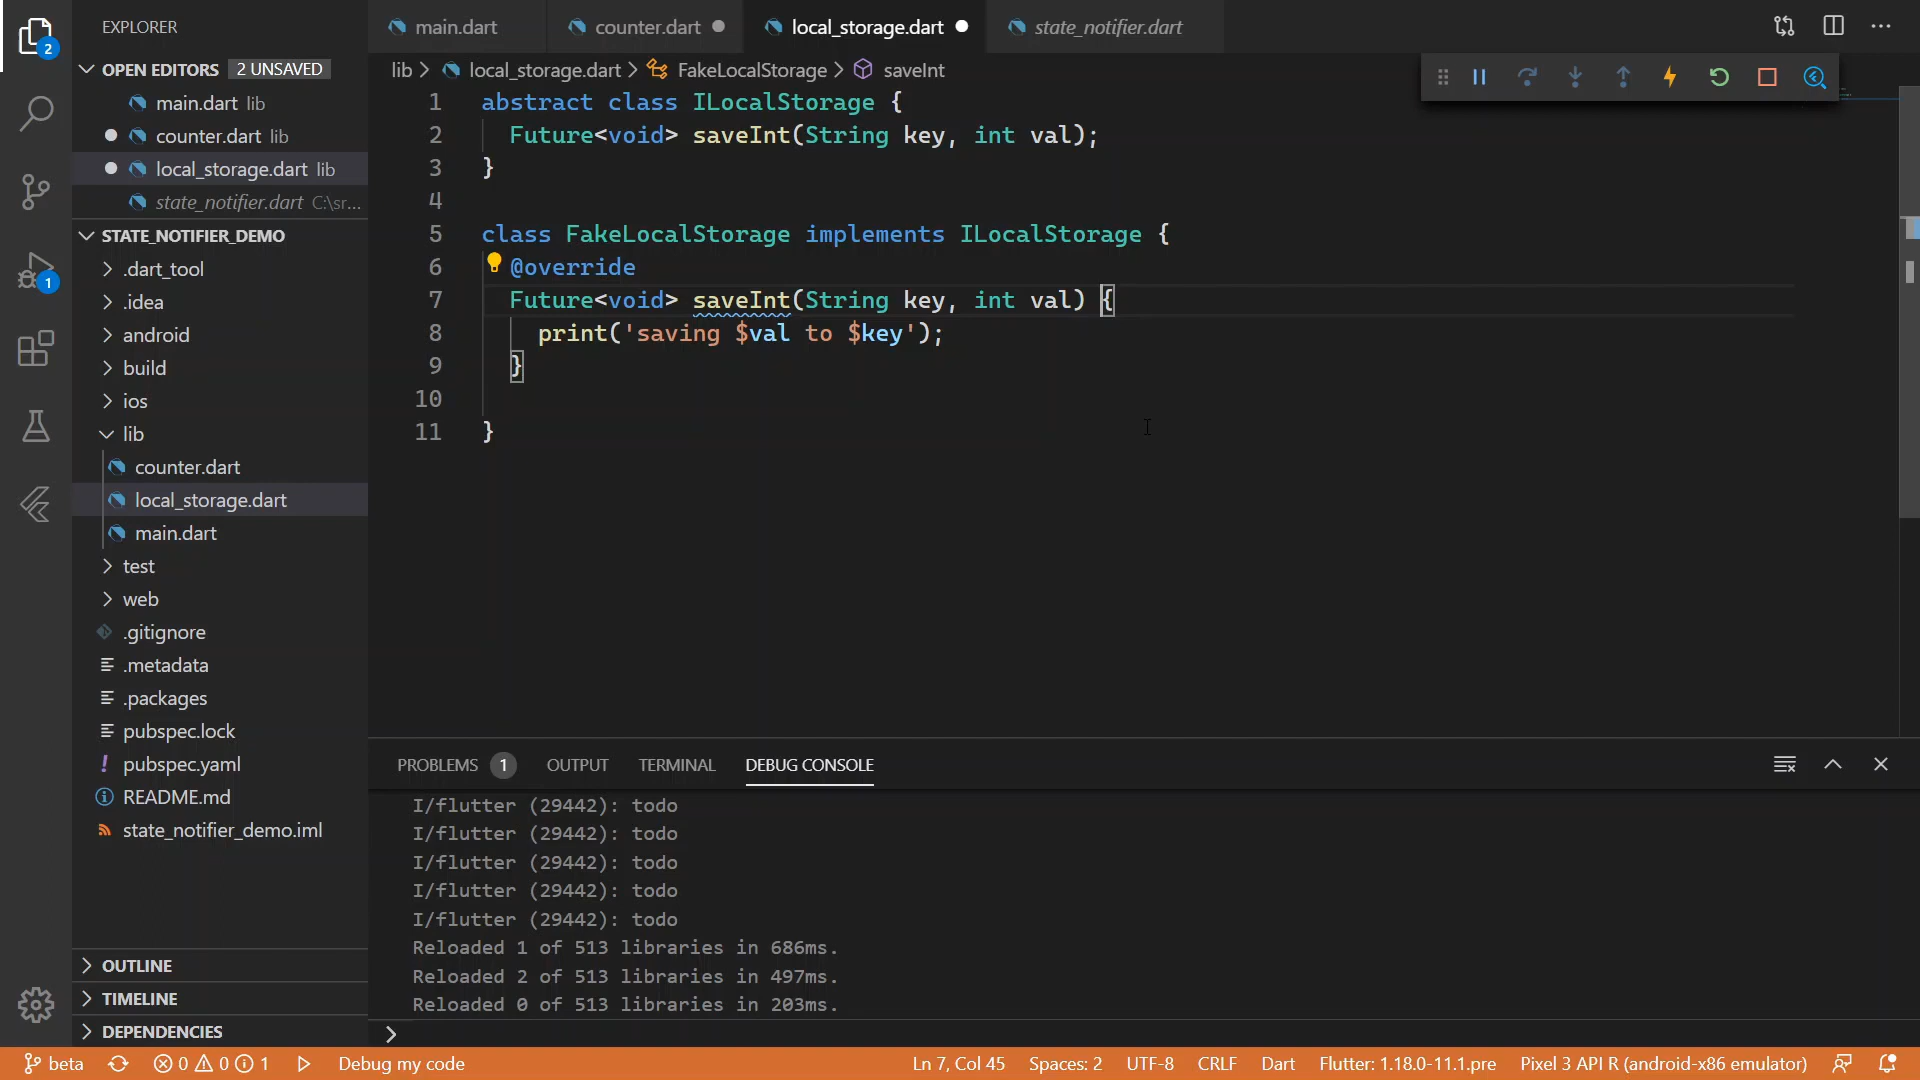 EXPLORER
main.dart
counter.dart
local_storage.dart
state_notifier.dart
2
OPEN EDITORS 2 UNSAVED
main.dart lib
counter.dart lib
local_storage.dart lib
state_notifier.dart C:\sr...
STATE_NOTIFIER_DEMO
.dart_tool
1
.idea
android
build
ios
lib
counter.dart
local_storage.dart
main.dart
test
web
.gitignore
.metadata
.packages
pubspec.lock
pubspec.yaml
README.md
state_notifier_demo.iml
OUTLINE
TIMELINE
DEPENDENCIES
lib > local_storage.dart > FakeLocalStorage > saveInt
1 abstract class ILocalStorage {
2 Future<void> saveInt(String key, int val);
3 }
4
5 class FakeLocalStorage implements ILocalStorage {
6 @override
7 Future<void> saveInt(String key, int val) {
8 print('saving $val to $key');
9 }
10
11 }
PROBLEMS 1 OUTPUT TERMINAL DEBUG CONSOLE
I/flutter (29442): todo
I/flutter (29442): todo
I/flutter (29442): todo
I/flutter (29442): todo
I/flutter (29442): todo
Reloaded 1 of 513 libraries in 686ms.
Reloaded 2 of 513 libraries in 497ms.
Reloaded 0 of 513 libraries in 203ms.
>
beta 0 0 1 Debug my code Ln 7, Col 45 Spaces: 2 UTF-8 CRLF Dart Flutter: 1.18.0-11.1.pre Pixel 3 API R (android-x86 emulator)